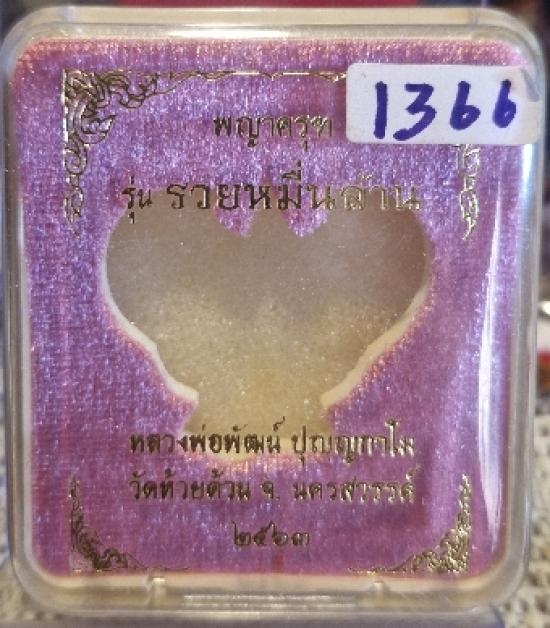 1366
พญาครุฑ
รุ่น รวยหมื่นล้าน
หลวงพ่อพัฒน์ ปุญญกาโม
วัดห้วยด้วน จ. นครสวรรค์
๒๕๖๓